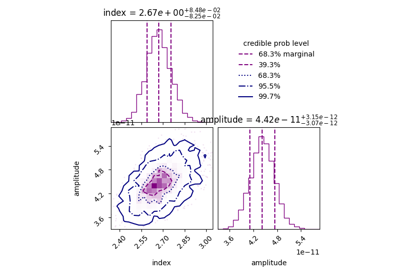 index = 2.67e+00 +8.48e−02 −8.25e−02
credible prob level
68.3% marginal
39.3%
68.3%
95.5%
99.7%
1e−11
amplitude = 4.42e−11 +3.15e−12 −3.07e−12
amplitude
5.4
4.8
4.2
3.6
2.40 2.55 2.70 2.85 3.00
index
3.6 4.2 4.8 5.4
1e−11
amplitude